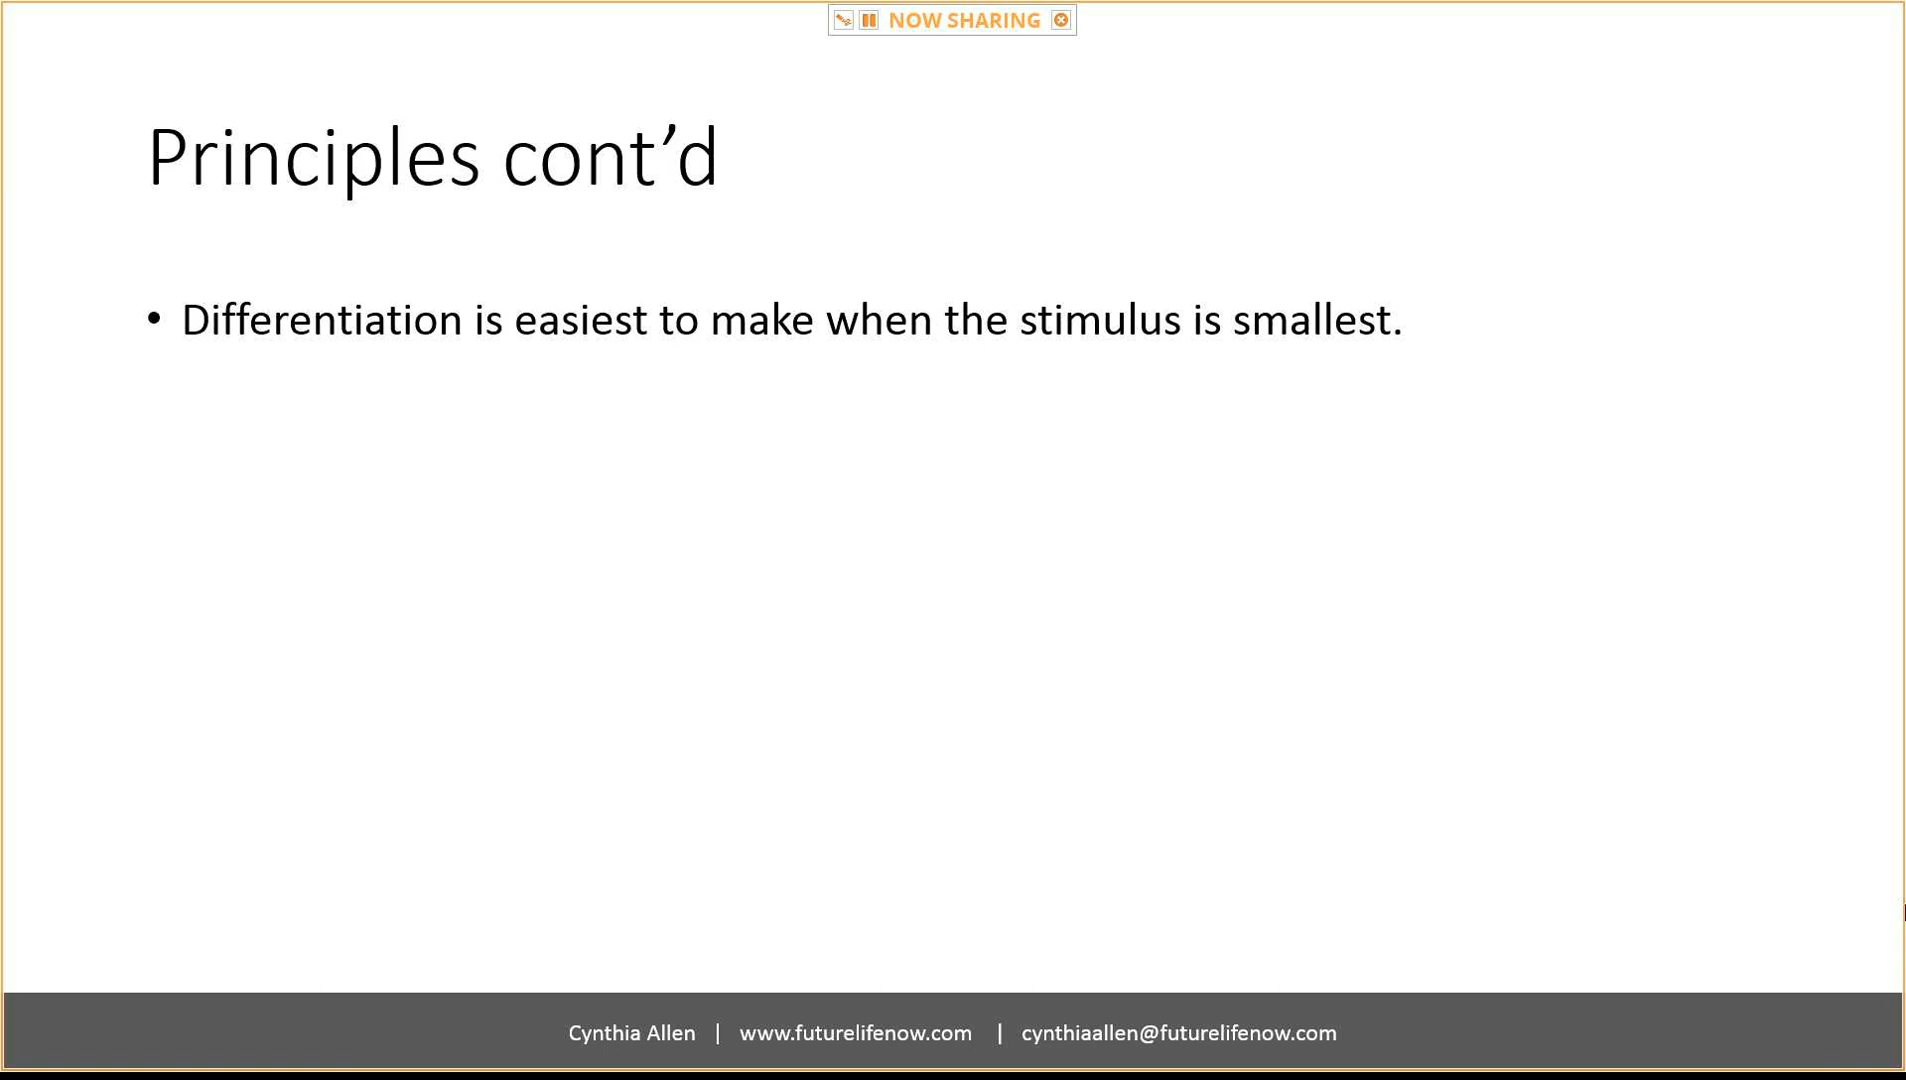 NOW SHARING
Principles cont’d
• Differentiation is easiest to make when the stimulus is smallest.
Cynthia Allen | www.futurelifenow.com | cynthiaallen@futurelifenow.com